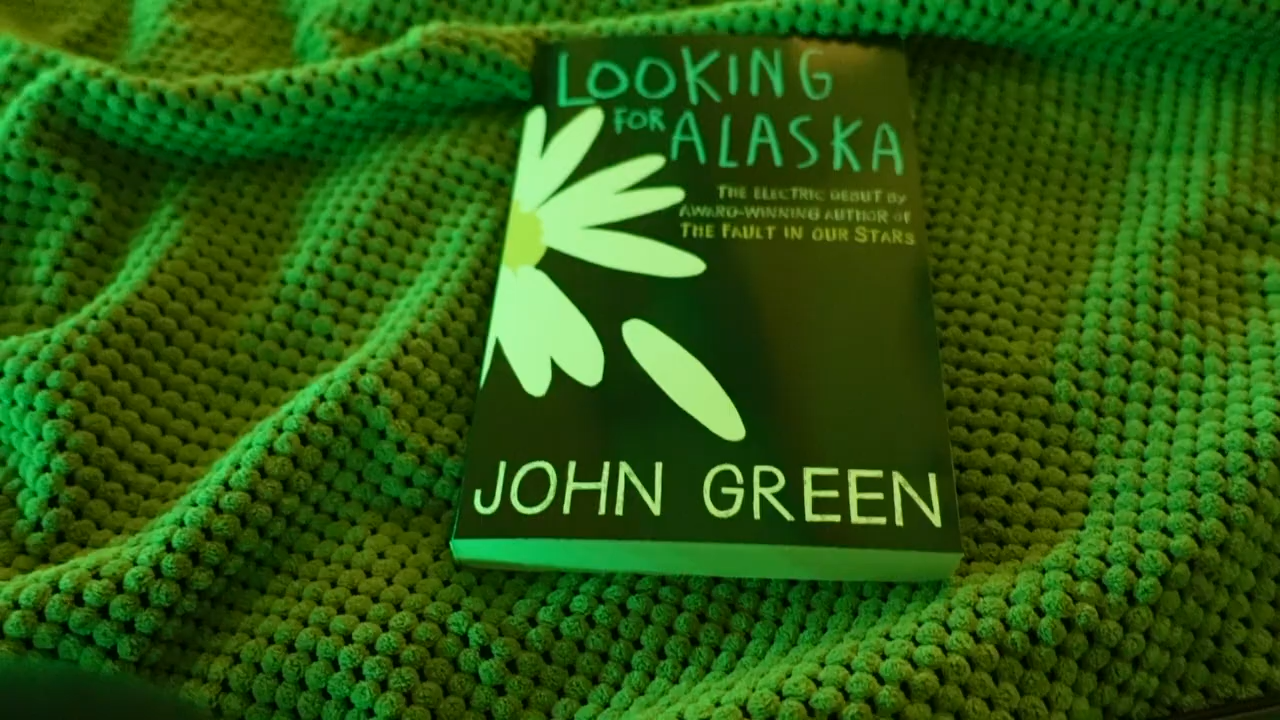 LOOKING
FOR ALASKA
THE ELECTRIC DEBUT BY
AWARD-WINNING AUTHOR OF
THE FAULT IN OUR STARS
JOHN GREEN